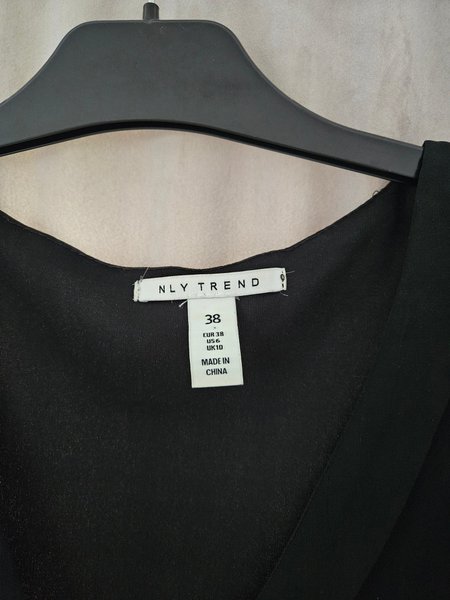 NLY TREND
38
EUR 38
US 6
UK 10
MADE IN
CHINA